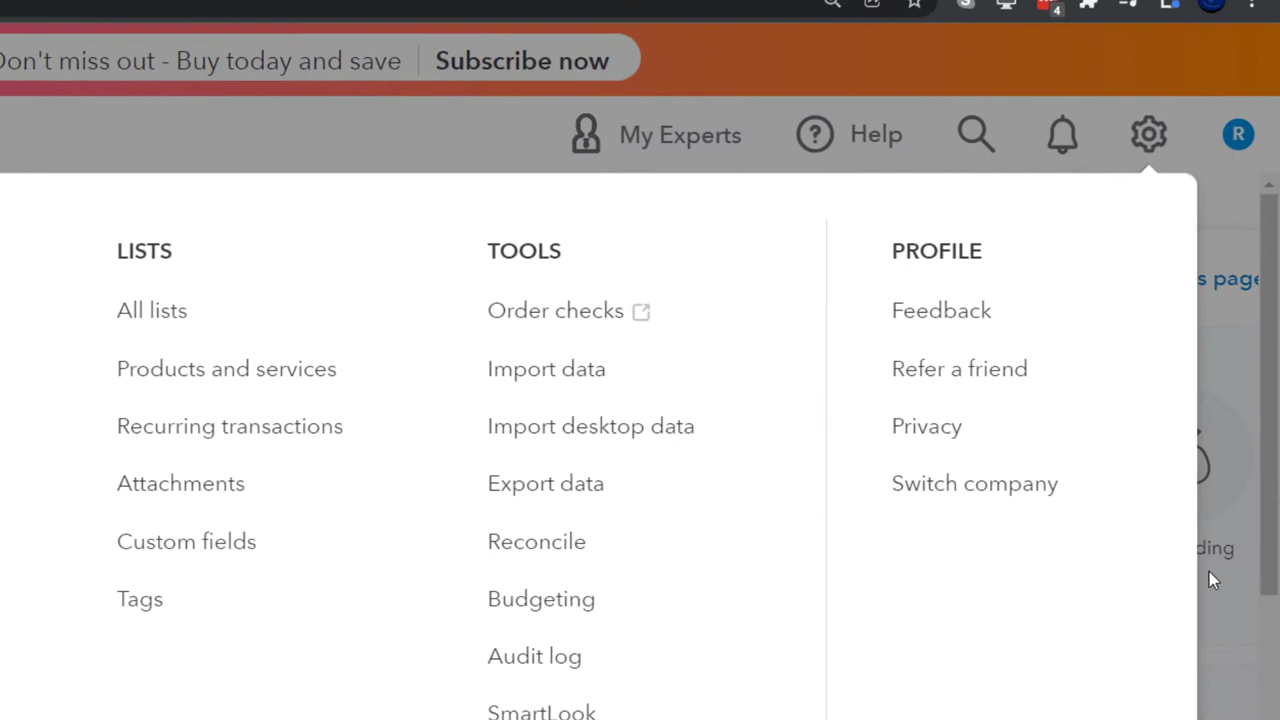 Don't miss out - Buy today and save
Subscribe now
4
My Experts
Help
R
LISTS
All lists
Products and services
Recurring transactions
Attachments
Custom fields
Tags
TOOLS
Order checks
Import data
Import desktop data
Export data
Reconcile
Budgeting
Audit log
SmartLook
PROFILE
Feedback
Refer a friend
Privacy
Switch company
s page
ding